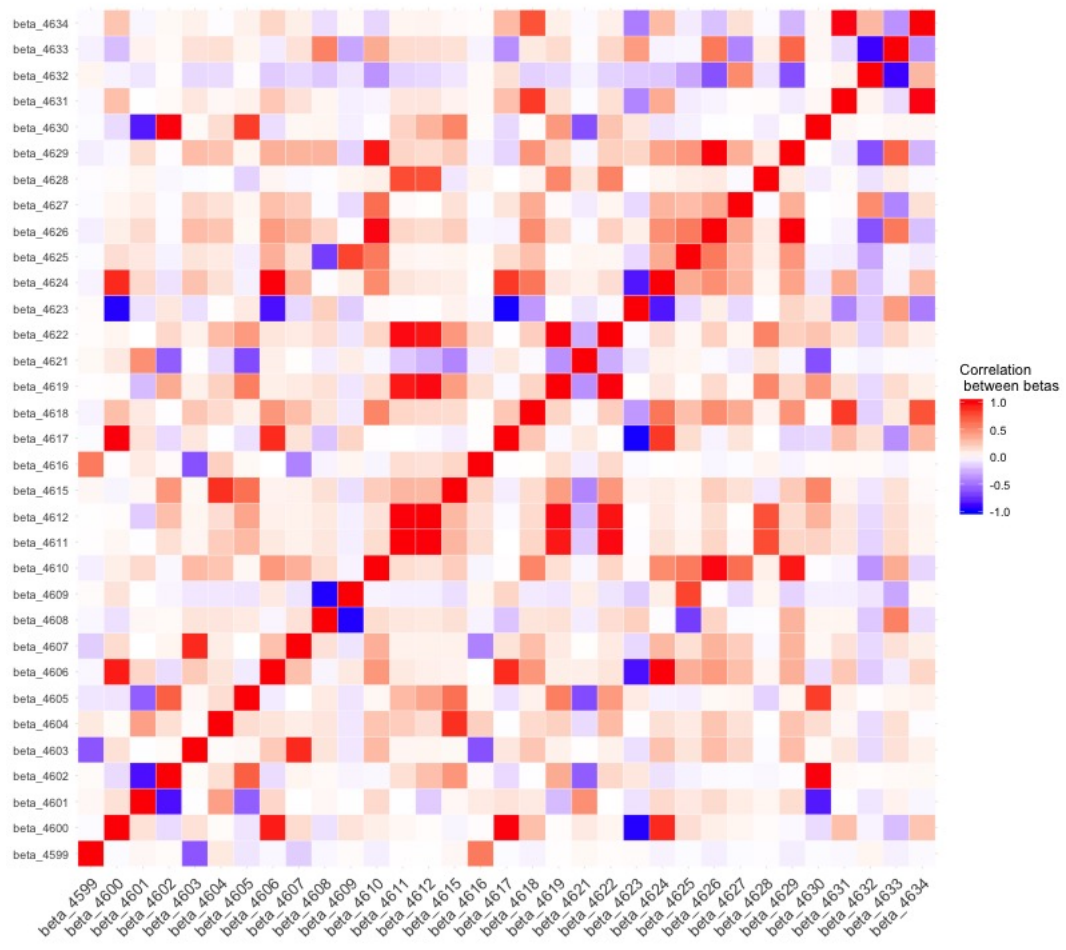 beta_4634
beta_4633
beta_4632
beta_4631
beta_4630
beta_4629
beta_4628
beta_4627
beta_4626
beta_4625
beta_4624
beta_4623
beta_4622
beta_4621
beta_4619
beta_4618
beta_4617
beta_4616
beta_4615
beta_4612
beta_4611
beta_4610
beta_4609
beta_4608
beta_4607
beta_4606
beta_4605
beta_4604
beta_4603
beta_4602
beta_4601
beta_4600
beta_4599
beta_4599
beta_4600
beta_4601
beta_4602
beta_4603
beta_4604
beta_4605
beta_4606
beta_4607
beta_4608
beta_4609
beta_4610
beta_4611
beta_4612
beta_4615
beta_4616
beta_4617
beta_4618
beta_4619
beta_4621
beta_4622
beta_4623
beta_4624
beta_4625
beta_4626
beta_4627
beta_4628
beta_4629
beta_4630
beta_4631
beta_4632
beta_4633
beta_4634
Correlation
between betas
1.0
0.5
0.0
-0.5
-1.0